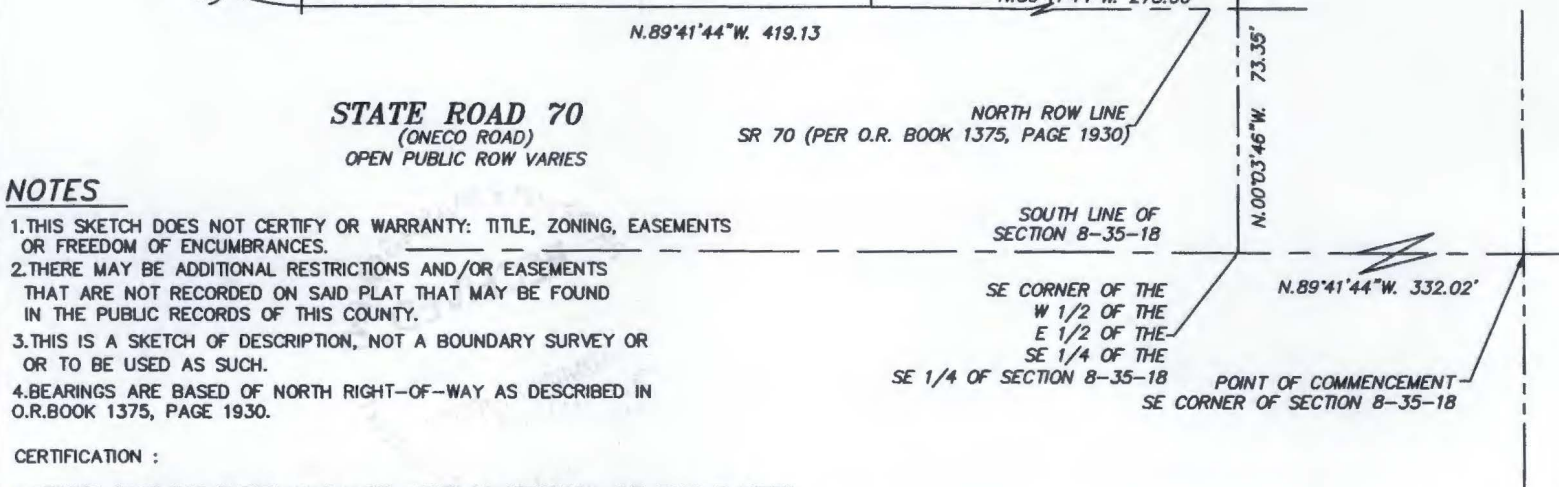 N.89°41'44"W. 419.13
STATE ROAD 70
(ONECO ROAD)
OPEN PUBLIC ROW VARIES
NORTH ROW LINE
SR 70 (PER O.R. BOOK 1375, PAGE 1930)
N.00°03'46"W. 73.35'
NOTES
1.THIS SKETCH DOES NOT CERTIFY OR WARRANTY: TITLE, ZONING, EASEMENTS
OR FREEDOM OF ENCUMBRANCES.
2.THERE MAY BE ADDITIONAL RESTRICTIONS AND/OR EASEMENTS
THAT ARE NOT RECORDED ON SAID PLAT THAT MAY BE FOUND
IN THE PUBLIC RECORDS OF THIS COUNTY.
3.THIS IS A SKETCH OF DESCRIPTION, NOT A BOUNDARY SURVEY OR
OR TO BE USED AS SUCH.
4.BEARINGS ARE BASED OF NORTH RIGHT-OF-WAY AS DESCRIBED IN
O.R.BOOK 1375, PAGE 1930.
CERTIFICATION :
SOUTH LINE OF
SECTION 8-35-18
SE CORNER OF THE
W 1/2 OF THE
E 1/2 OF THE
SE 1/4 OF THE
SE 1/4 OF SECTION 8-35-18
N.89°41'44"W. 332.02'
POINT OF COMMENCEMENT
SE CORNER OF SECTION 8-35-18